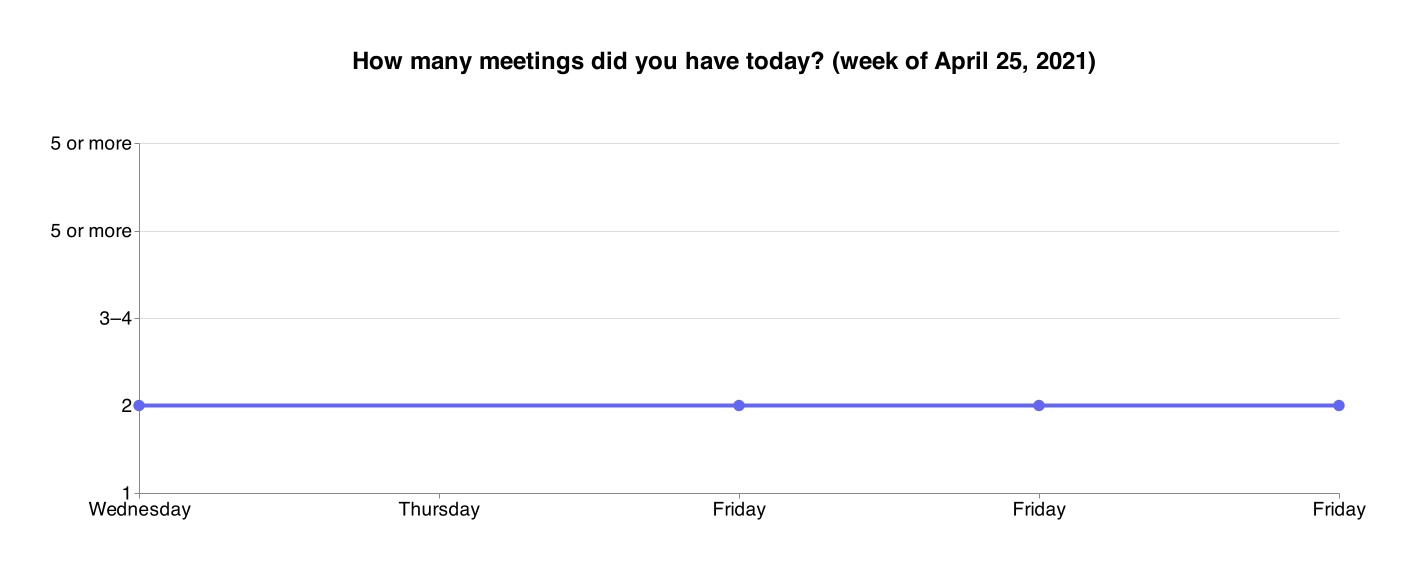 How many meetings did you have today? (week of April 25, 2021)
5 or more
5 or more
3–4
2
1
Wednesday Thursday Friday Friday Friday